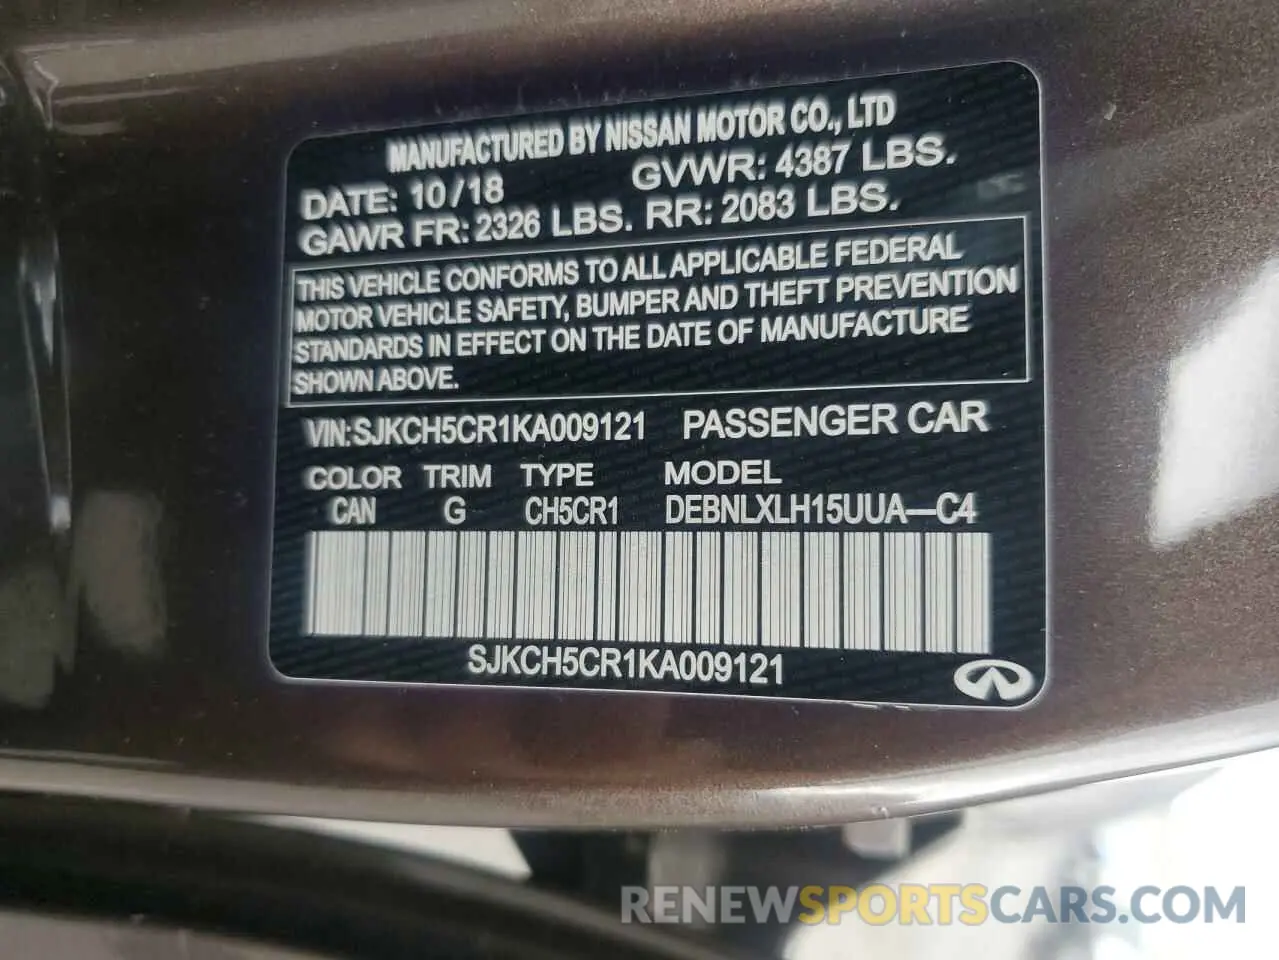 MANUFACTURED BY NISSAN MOTOR CO., LTD
DATE: 10/18 GVWR: 4387 LBS.
GAWR FR: 2326 LBS. RR: 2083 LBS.
THIS VEHICLE CONFORMS TO ALL APPLICABLE FEDERAL
MOTOR VEHICLE SAFETY, BUMPER AND THEFT PREVENTION
STANDARDS IN EFFECT ON THE DATE OF MANUFACTURE
SHOWN ABOVE.
VIN:SJKCH5CR1KA009121 PASSENGER CAR
COLOR TRIM TYPE MODEL
CAN G CH5CR1 DEBNLXLH15UUA—C4
SJKCH5CR1KA009121
RENEWSPORTSCARS.COM